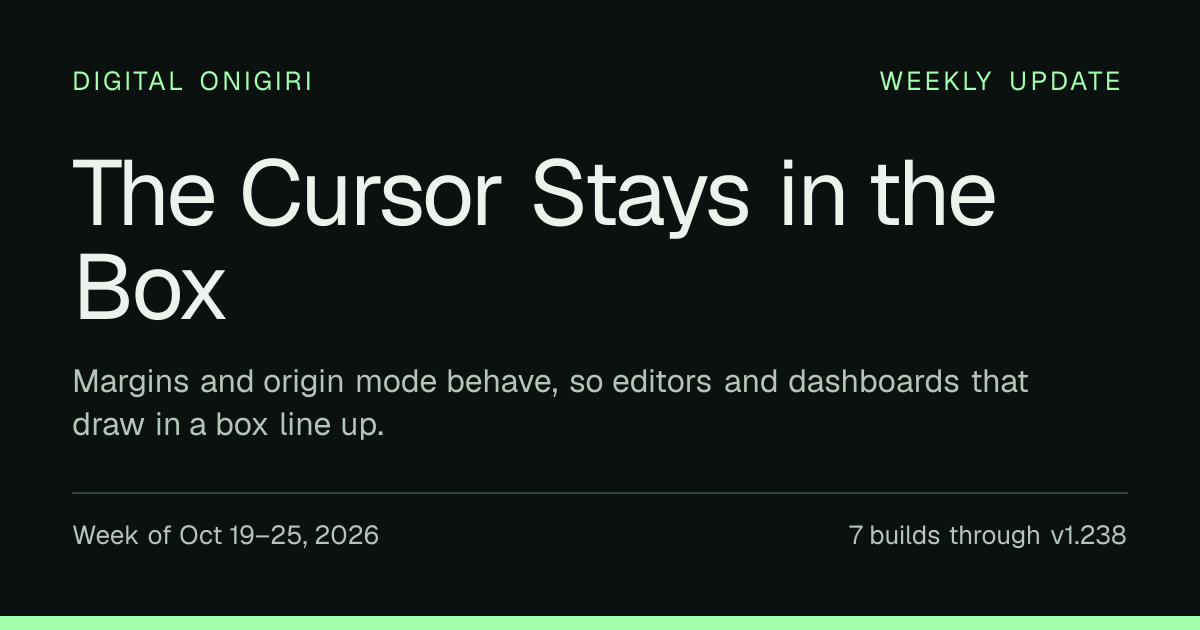 DIGITAL ONIGIRI
WEEKLY UPDATE
The Cursor Stays in the
Box
Margins and origin mode behave, so editors and dashboards that
draw in a box line up.
Week of Oct 19–25, 2026
7 builds through v1.238